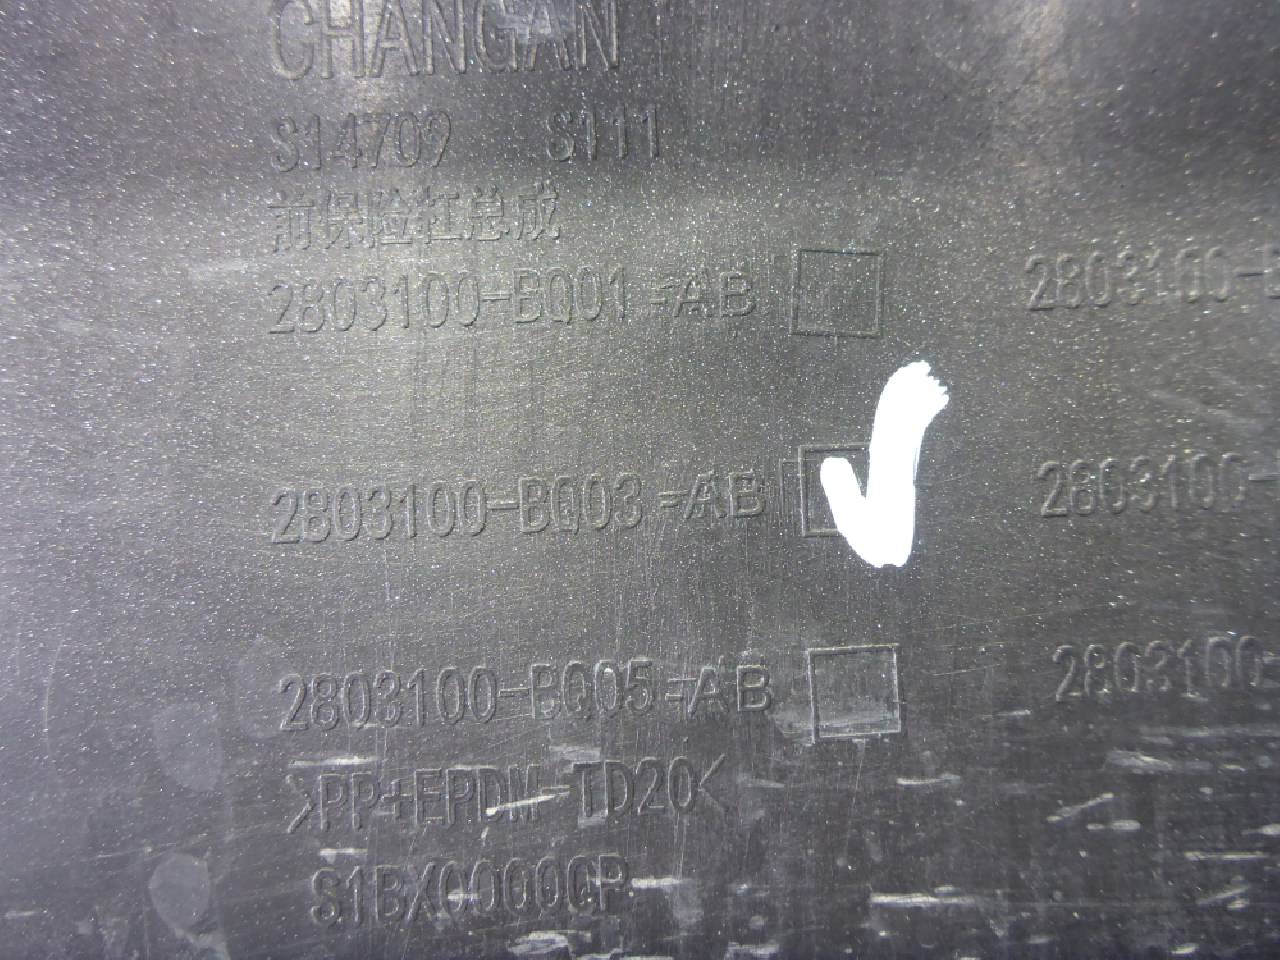 CHANGAN
S14709 S111
前保险杠总成
2803100-BQ01-AB 2803100-B
2803100-BQ03-AB 2803100-
2803100-BQ05-AB 2803100-
>PP+EPDM-TD20<
S1BX00000QP